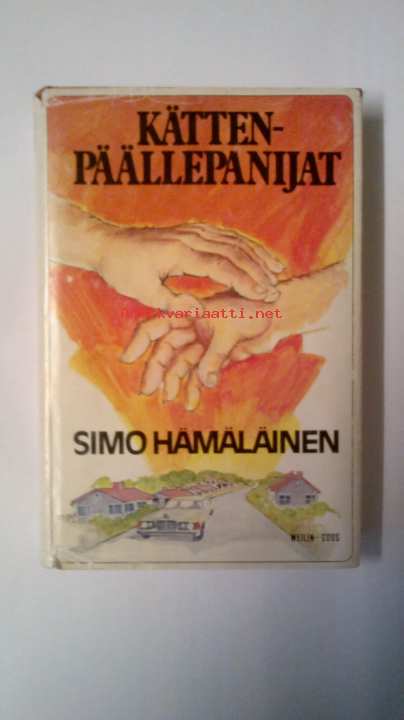 KÄTTEN-
PÄÄLLEPANIJAT
Antikvariaatti.net
SIMO HÄMÄLÄINEN
WEILIN+GÖÖS